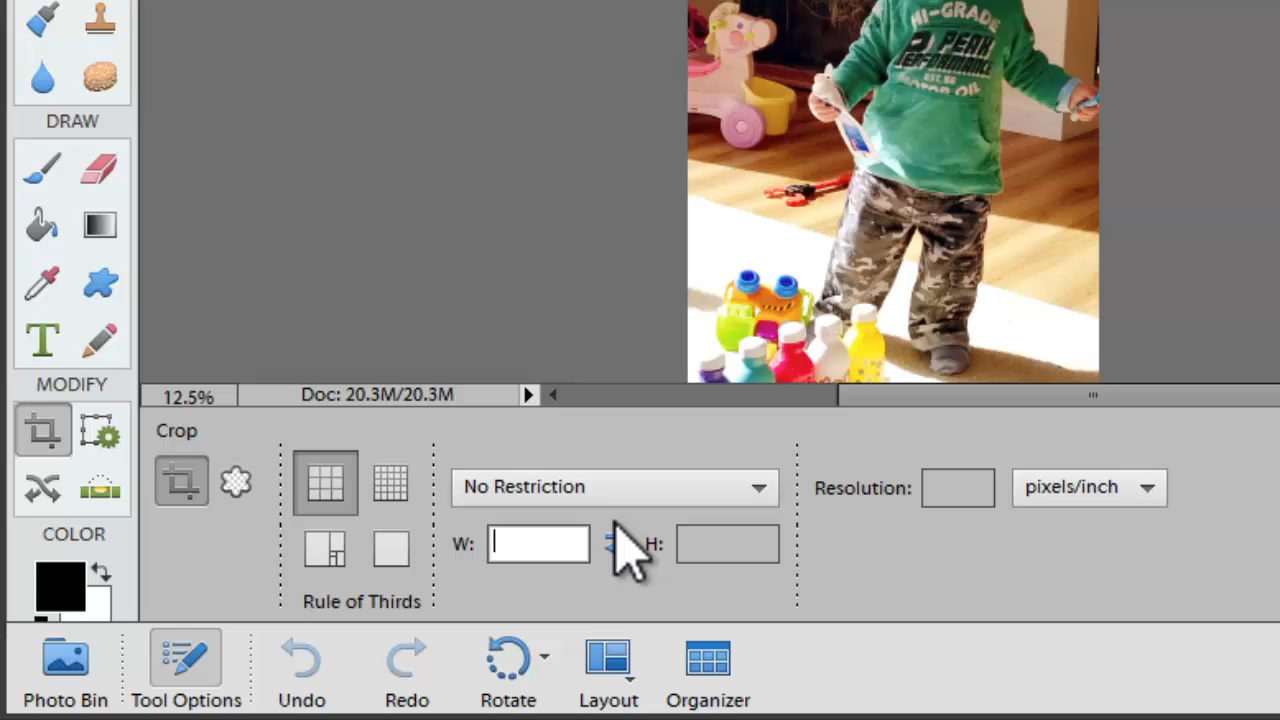 HI-GRADE
PEAK
PERFORMANCE
EST. 86
MOTOR OIL
DRAW
T
MODIFY
COLOR
12.5%
Doc: 20.3M/20.3M
Crop
No Restriction
Resolution:
pixels/inch
W:
H:
Rule of Thirds
Photo Bin
Tool Options
Undo
Redo
Rotate
Layout
Organizer